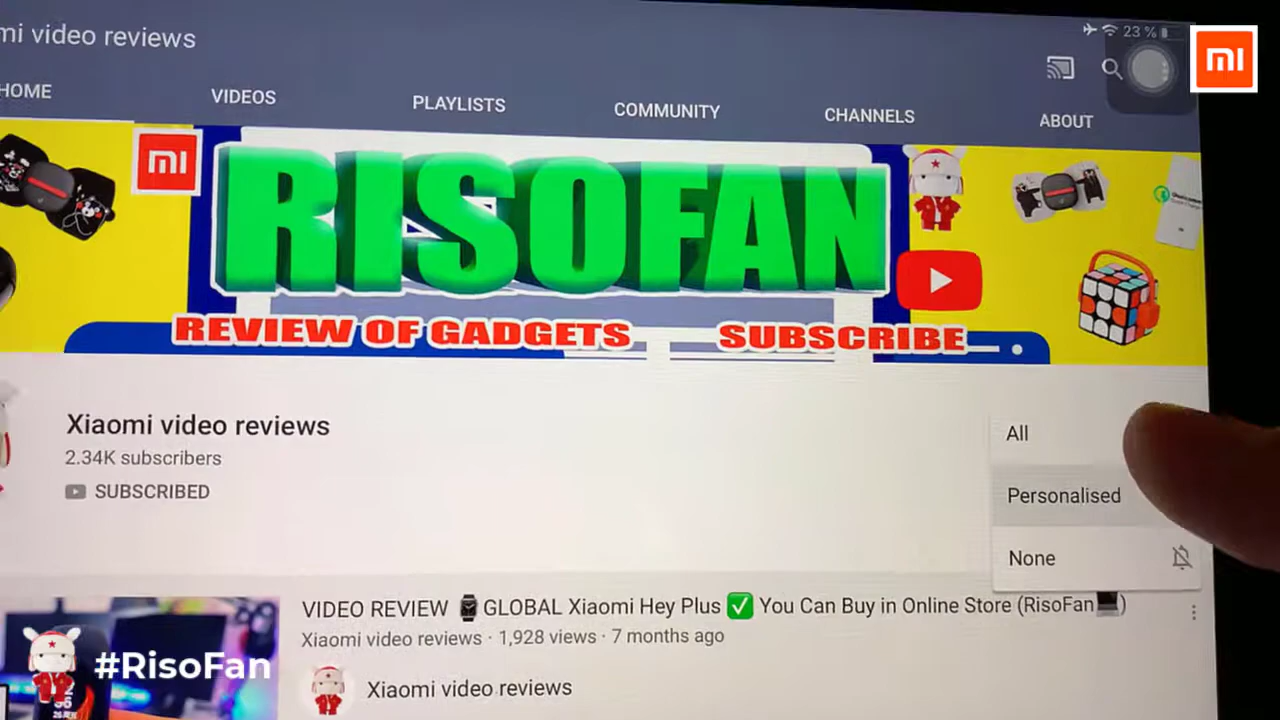 mi video reviews
23 %
mi
HOME
VIDEOS
PLAYLISTS
COMMUNITY
CHANNELS
ABOUT
mi
RISOFAN
REVIEW OF GADGETS
SUBSCRIBE
Xiaomi video reviews
2.34K subscribers
SUBSCRIBED
All
Personalised
None
VIDEO REVIEW ⌚ GLOBAL Xiaomi Hey Plus ✅ You Can Buy in Online Store (RisoFan💻)
Xiaomi video reviews · 1,928 views · 7 months ago
Xiaomi video reviews
#RisoFan